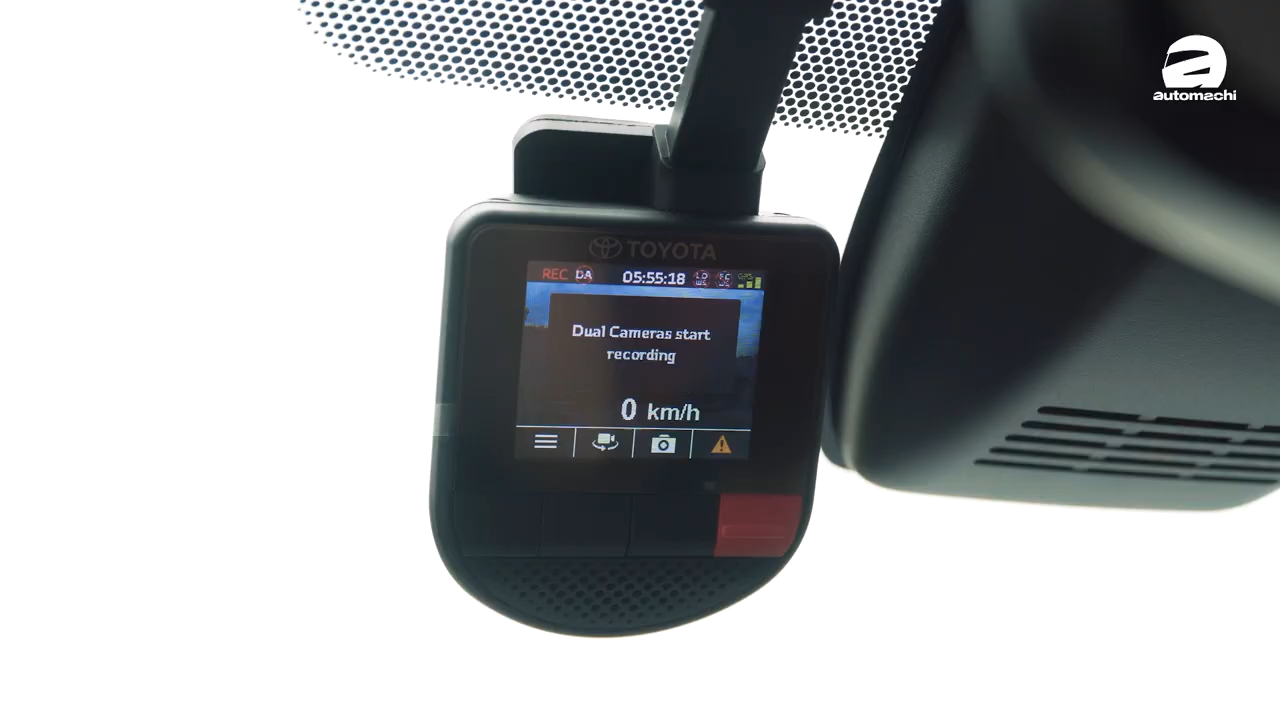 automachi
TOYOTA
REC DA 05:55:18
Dual Cameras start
recording
0 km/h